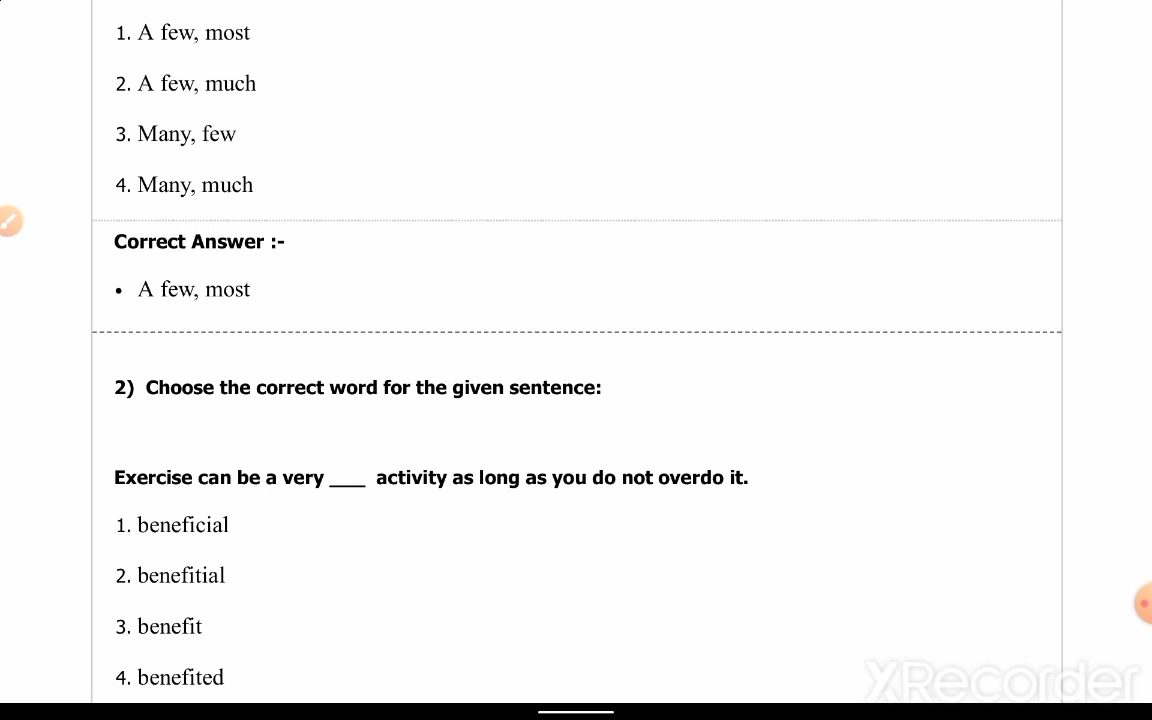 1. A few, most
2. A few, much
3. Many, few
4. Many, much
Correct Answer :-
• A few, most
2) Choose the correct word for the given sentence:
Exercise can be a very ___ activity as long as you do not overdo it.
1. beneficial
2. benefitial
3. benefit
4. benefited
XRecorder